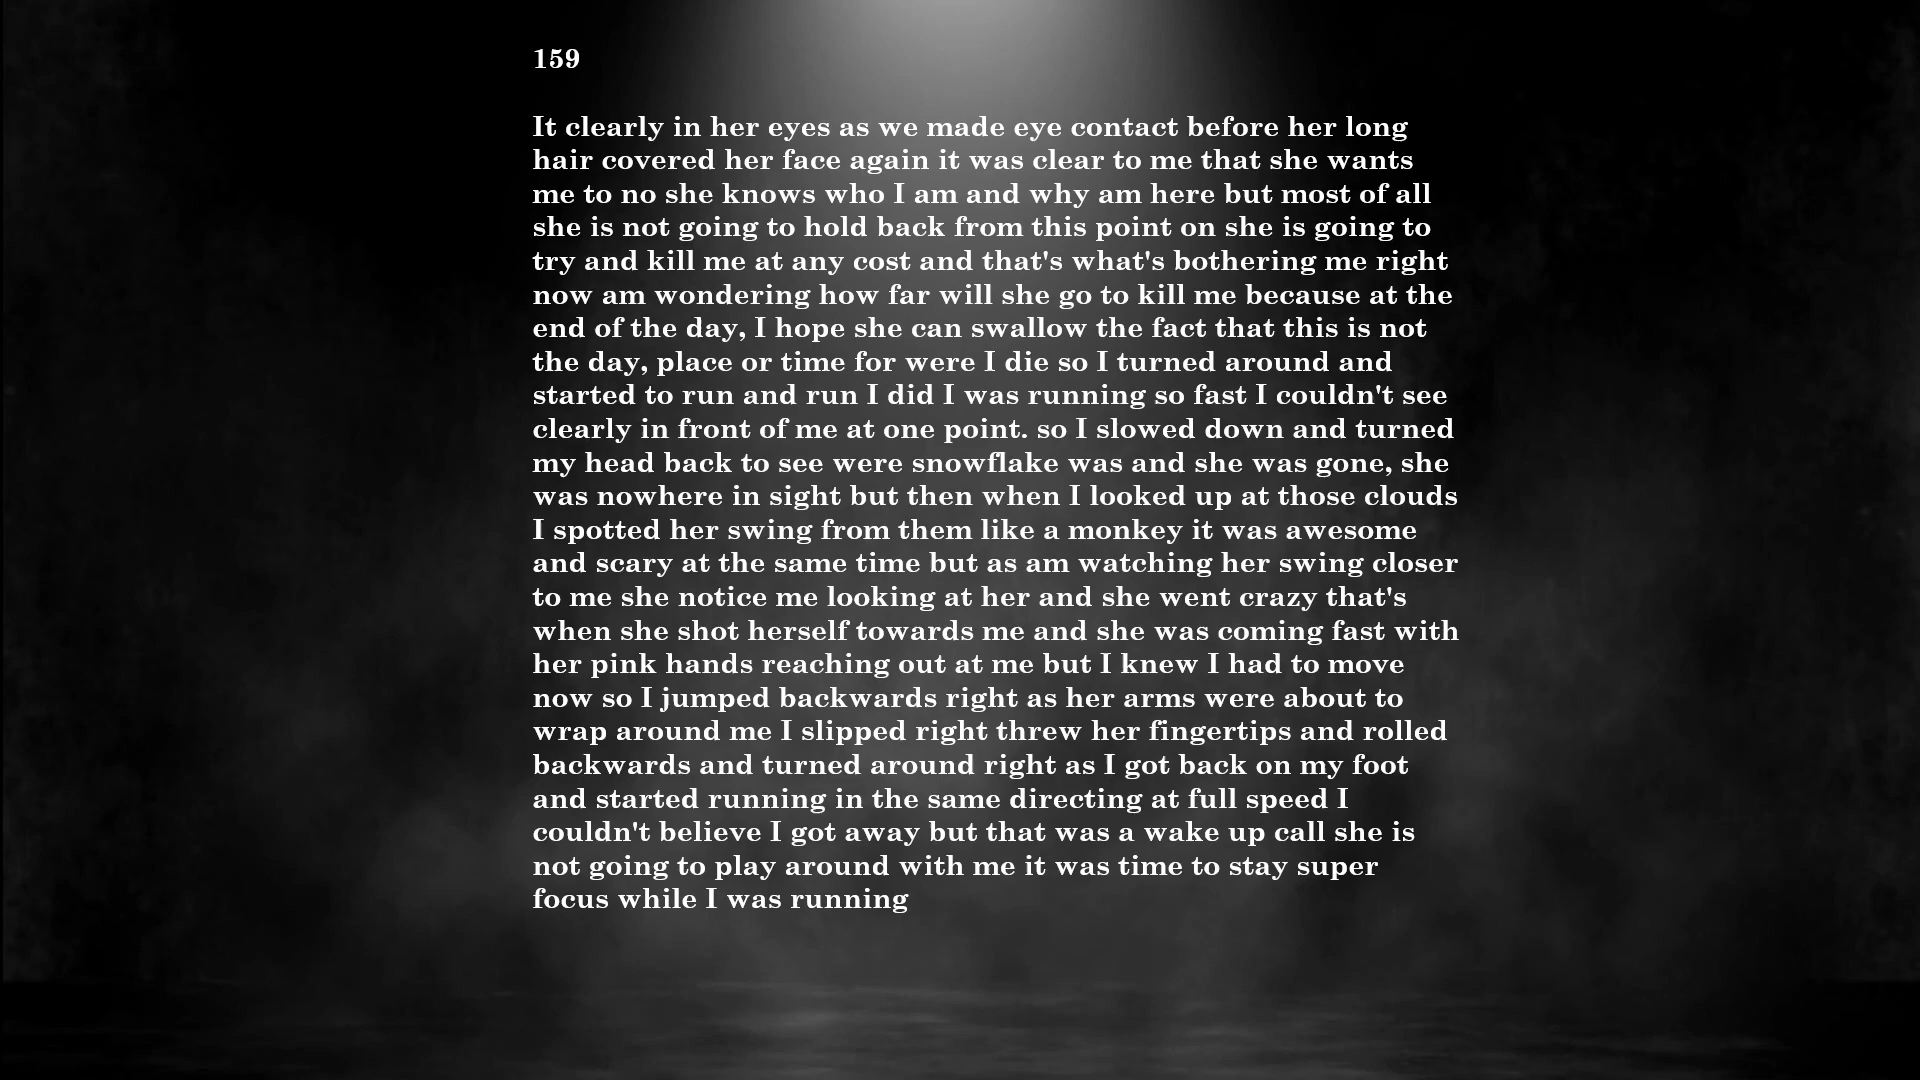 159
It clearly in her eyes as we made eye contact before her long
hair covered her face again it was clear to me that she wants
me to no she knows who I am and why am here but most of all
she is not going to hold back from this point on she is going to
try and kill me at any cost and that's what's bothering me right
now am wondering how far will she go to kill me because at the
end of the day, I hope she can swallow the fact that this is not
the day, place or time for were I die so I turned around and
started to run and run I did I was running so fast I couldn't see
clearly in front of me at one point. so I slowed down and turned
my head back to see were snowflake was and she was gone, she
was nowhere in sight but then when I looked up at those clouds
I spotted her swing from them like a monkey it was awesome
and scary at the same time but as am watching her swing closer
to me she notice me looking at her and she went crazy that's
when she shot herself towards me and she was coming fast with
her pink hands reaching out at me but I knew I had to move
now so I jumped backwards right as her arms were about to
wrap around me I slipped right threw her fingertips and rolled
backwards and turned around right as I got back on my foot
and started running in the same directing at full speed I
couldn't believe I got away but that was a wake up call she is
not going to play around with me it was time to stay super
focus while I was running